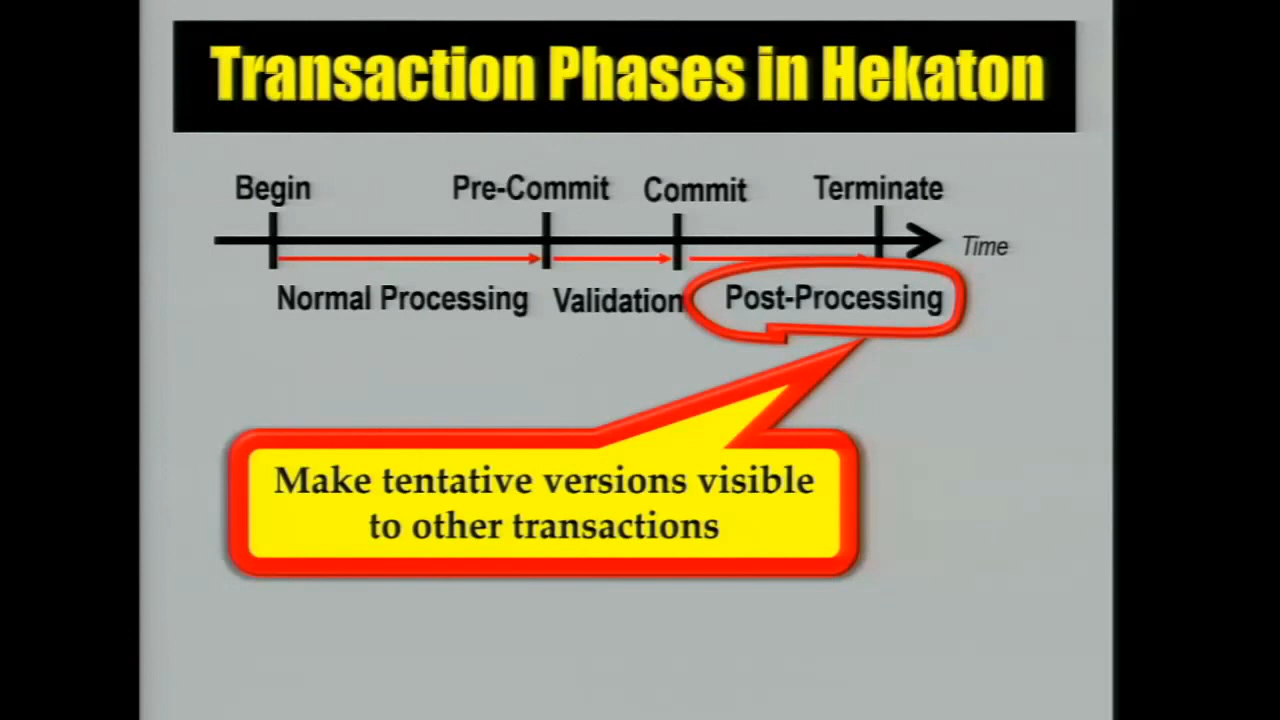 Transaction Phases in Hekaton
Begin Pre-Commit Commit Terminate
Time
Normal Processing Validation Post-Processing
Make tentative versions visible
to other transactions